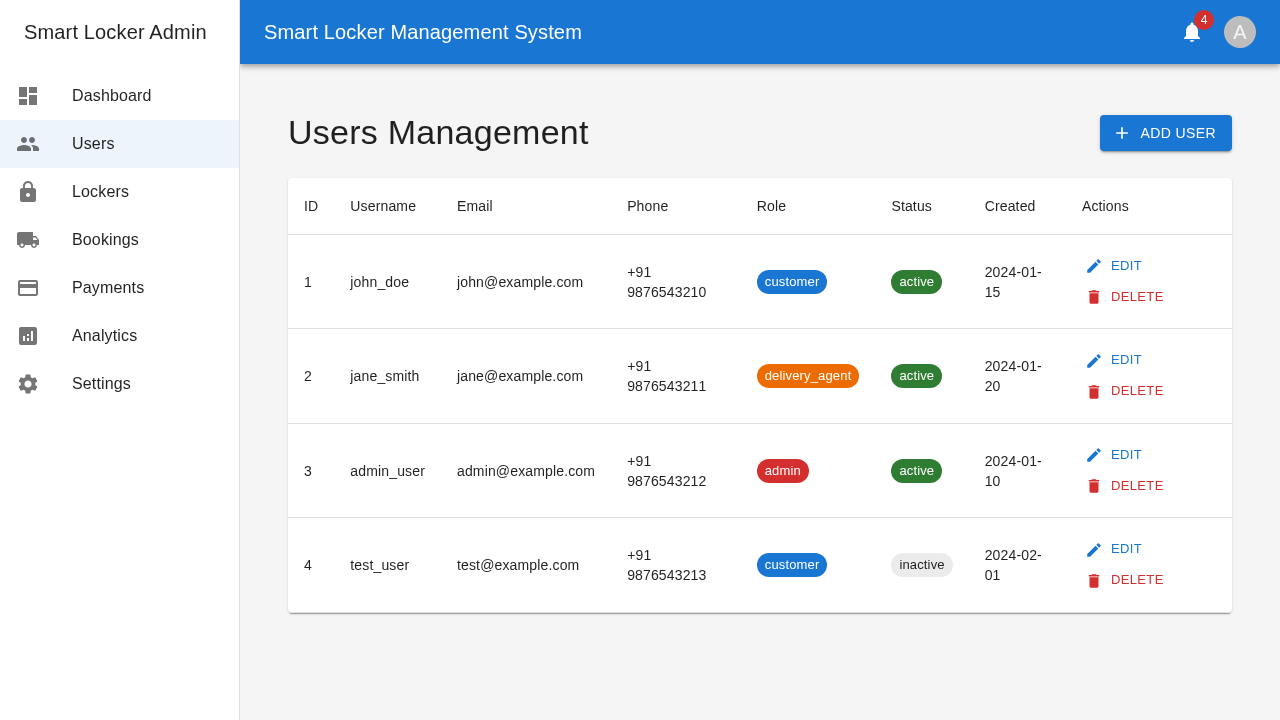 Smart Locker Admin
Smart Locker Management System
4
A
Dashboard
Users
Lockers
Bookings
Payments
Analytics
Settings
Users Management
ADD USER
ID Username Email Phone Role Status Created Actions
1 john_doe john@example.com +91 9876543210 customer active 2024-01-15 EDIT DELETE
2 jane_smith jane@example.com +91 9876543211 delivery_agent active 2024-01-20 EDIT DELETE
3 admin_user admin@example.com +91 9876543212 admin active 2024-01-10 EDIT DELETE
4 test_user test@example.com +91 9876543213 customer inactive 2024-02-01 EDIT DELETE